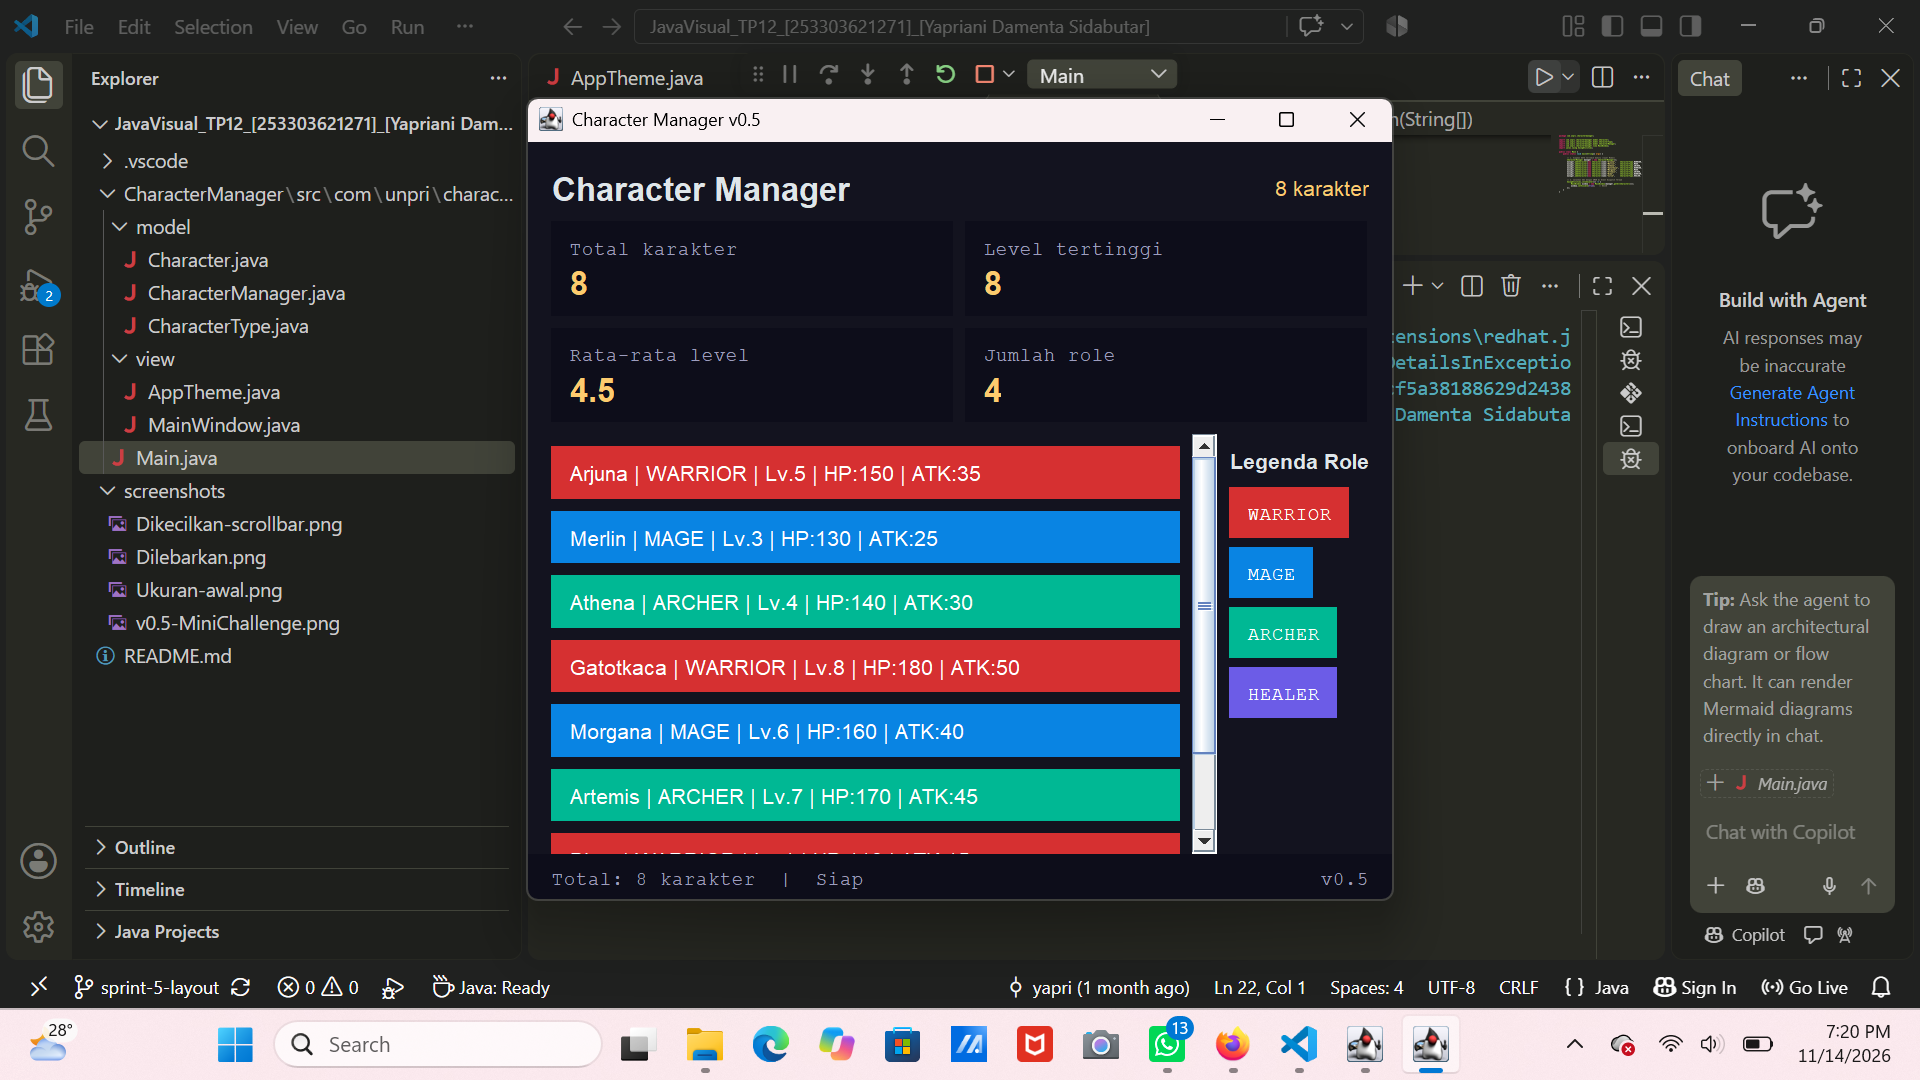 File Edit Selection View Go Run ...
JavaVisual_TP12_[253303621271]_[Yapriani Damenta Sidabutar]
Explorer
JavaVisual_TP12_[253303621271]_[Yapriani Dam...
.vscode
CharacterManager\src\com\unpri\charac...
model
Character.java
CharacterManager.java
CharacterType.java
view
AppTheme.java
MainWindow.java
Main.java
screenshots
Dikecilkan-scrollbar.png
Dilebarkan.png
Ukuran-awal.png
v0.5-MiniChallenge.png
README.md
2
Outline
Timeline
Java Projects
AppTheme.java
Main
n(String[])
Character Manager v0.5
Character Manager
8 karakter
Total karakter
8
Level tertinggi
8
Rata-rata level
4.5
Jumlah role
4
Arjuna | WARRIOR | Lv.5 | HP:150 | ATK:35
Merlin | MAGE | Lv.3 | HP:130 | ATK:25
Athena | ARCHER | Lv.4 | HP:140 | ATK:30
Gatotkaca | WARRIOR | Lv.8 | HP:180 | ATK:50
Morgana | MAGE | Lv.6 | HP:160 | ATK:40
Artemis | ARCHER | Lv.7 | HP:170 | ATK:45
Legenda Role
WARRIOR
MAGE
ARCHER
HEALER
Total: 8 karakter | Siap
v0.5
ensions\redhat.j
DetailsInExceptio
f5a38188629d2438
Damenta Sidabuta
Chat
Build with Agent
AI responses may
be inaccurate
Generate Agent
Instructions to
onboard AI onto
your codebase.
Tip: Ask the agent to
draw an architectural
diagram or flow
chart. It can render
Mermaid diagrams
directly in chat.
Main.java
Chat with Copilot
Copilot
sprint-5-layout
0 0
Java: Ready
yapri (1 month ago)
Ln 22, Col 1
Spaces: 4
UTF-8
CRLF
{ } Java
Sign In
Go Live
28°
Search
13
7:20 PM
11/14/2026